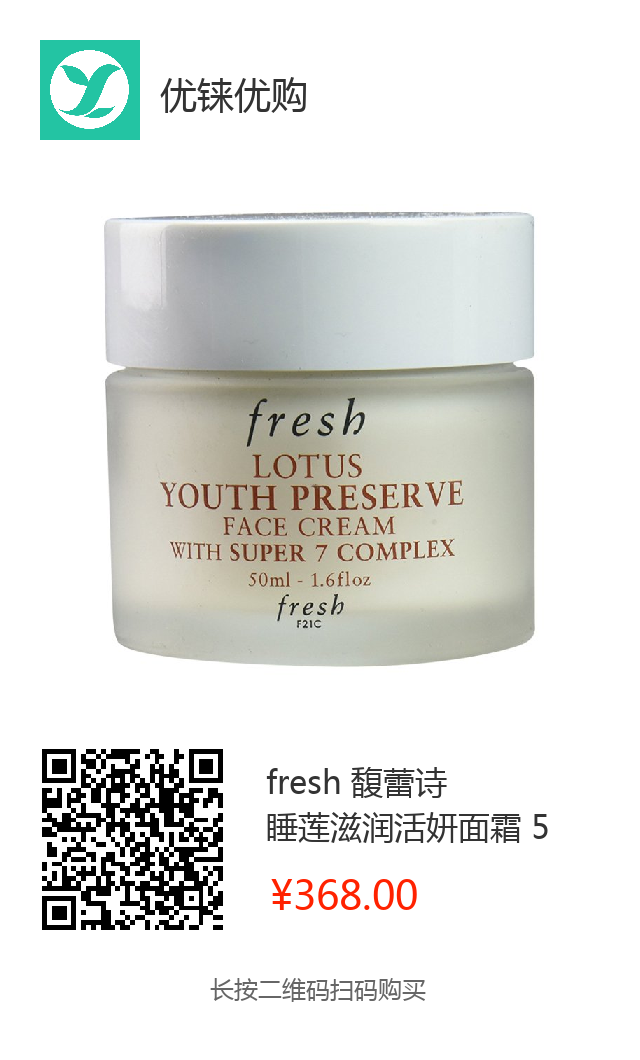 优铼优购
fresh
LOTUS
YOUTH PRESERVE
FACE CREAM
WITH SUPER 7 COMPLEX
50ml - 1.6floz
fresh
F21C
fresh 馥蕾诗
睡莲滋润活妍面霜 5
¥368.00
长按二维码扫码购买